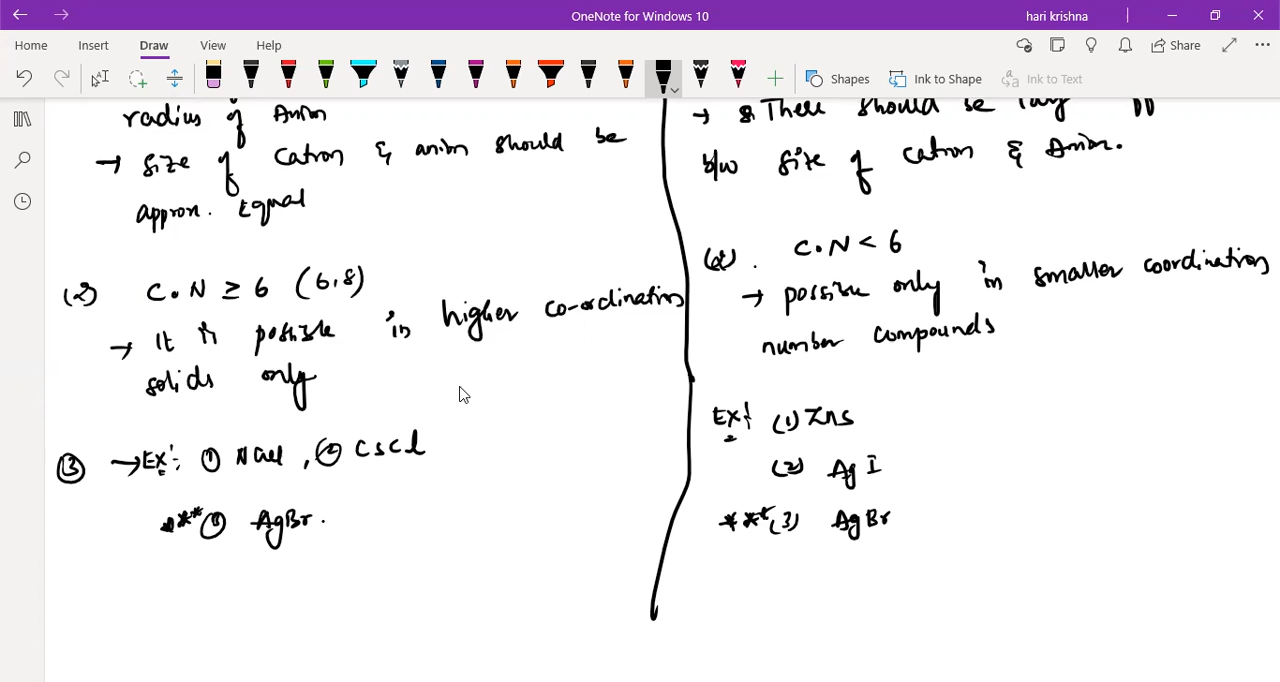 OneNote for Windows 10
hari krishna
Home Insert Draw View Help
Share
Shapes
Ink to Shape
Ink to Text
radius of Anion
→ size of Cation & anion should be
approx. Equal
(2) C.N ≥ 6 (6,8)
→ It is possible in higher co-ordination
solids only
③ → Ex:- ① NaCl , ② CsCl
*** ③ AgBr.
→ There should be
b/w size of cation & Anion.
C.N < 6
→ possible only in smaller coordination
number compounds
Ex: (1) ZnS
(2) AgI
*** (3) AgBr